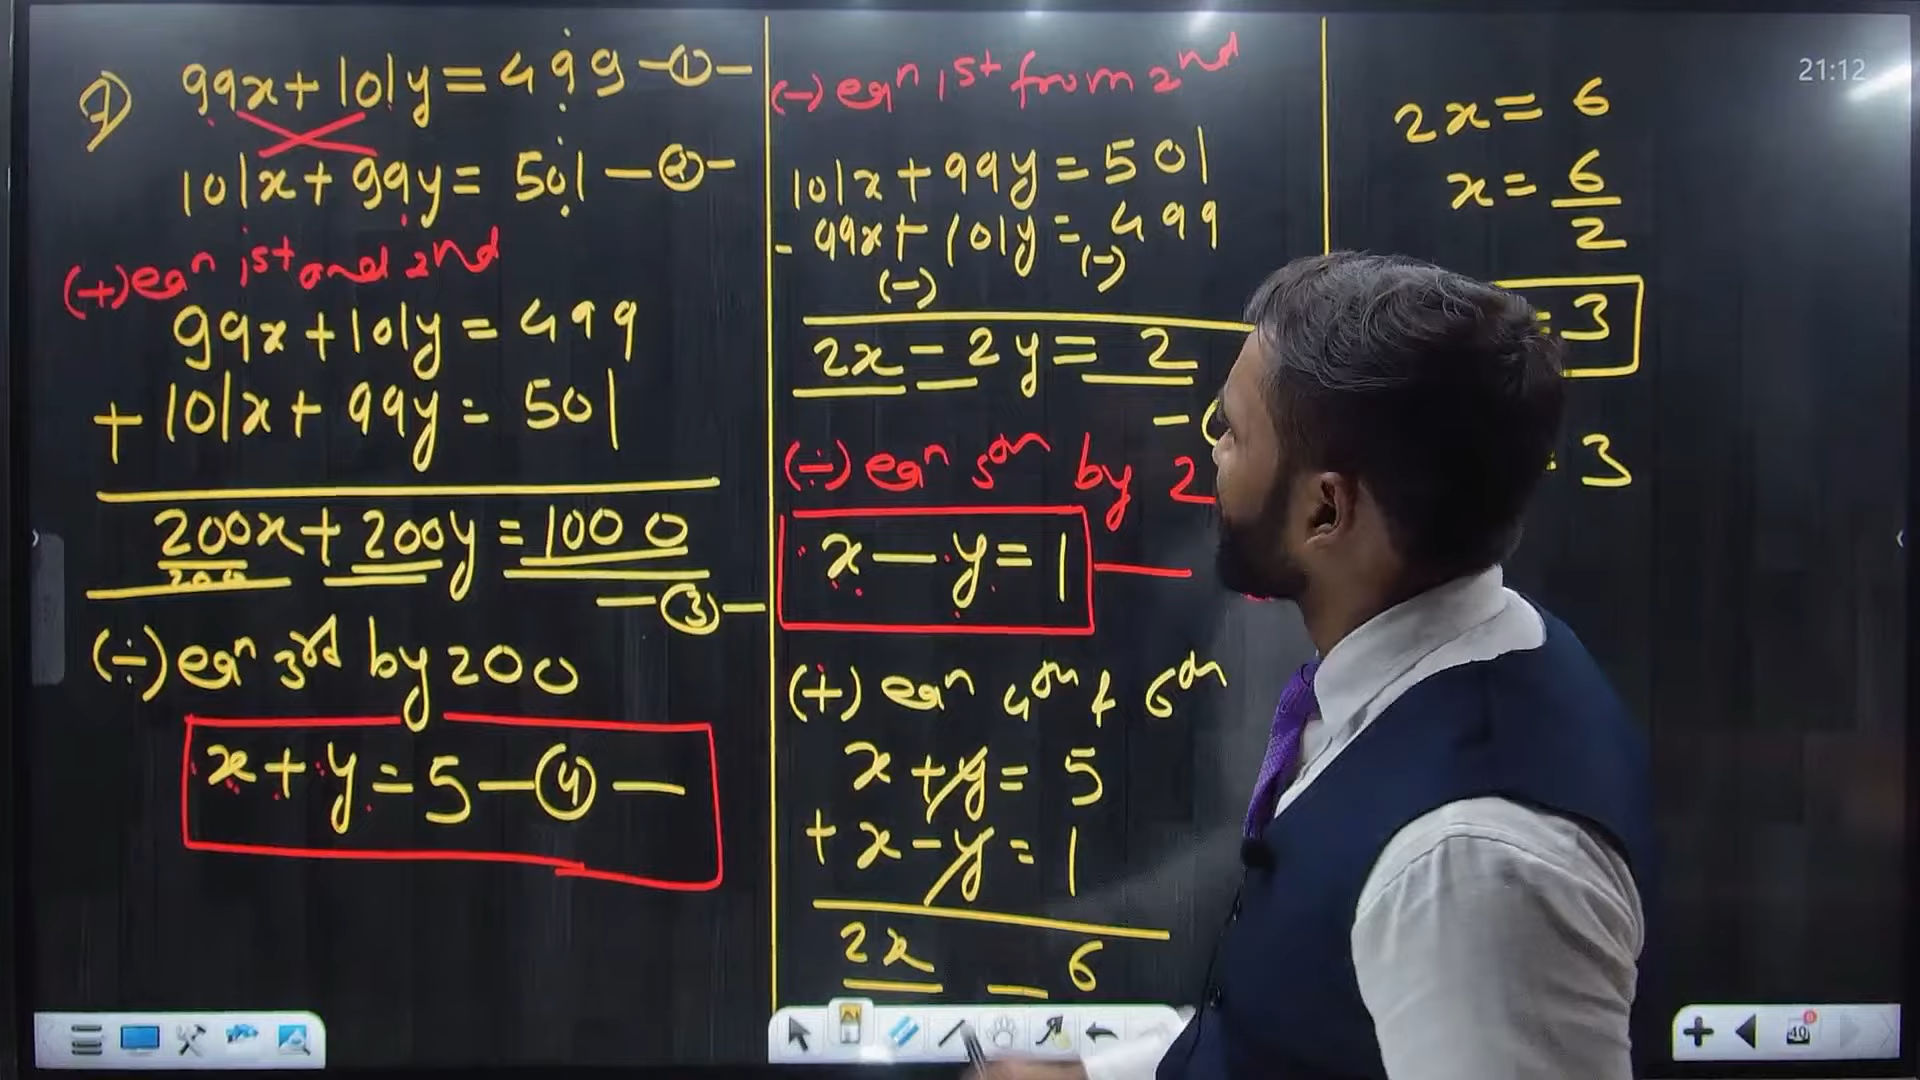 7) 99x + 101y = 499 —①—
101x + 99y = 501 —②—
(+) eqn 1st and 2nd
99x + 101y = 499
+ 101x + 99y = 501
200x + 200y = 1000
200
—③—
(÷) eqn 3rd by 200
x + y = 5 —④—
(-) eqn 1st from 2nd
101x + 99y = 501
- 99x + 101y = 499
(-) (-)
2x - 2y = 2
(÷) eqn 5th by 2
x — y = 1
(+) eqn 4th & 6th
x + y = 5
+ x - y = 1
2x = 6
21:12
2x = 6
x = 6/2
= 3
3